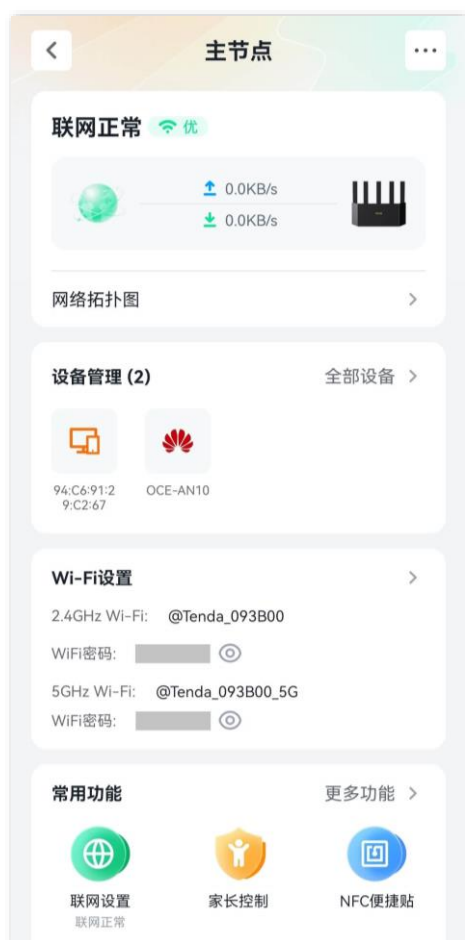 主节点
联网正常 优
0.0KB/s
0.0KB/s
网络拓扑图
设备管理 (2) 全部设备
94:C6:91:2
9:C2:67
OCE-AN10
Wi-Fi设置
2.4GHz Wi-Fi: @Tenda_093B00
WiFi密码:
5GHz Wi-Fi: @Tenda_093B00_5G
WiFi密码:
常用功能 更多功能
联网设置 家长控制 NFC便捷贴
联网正常